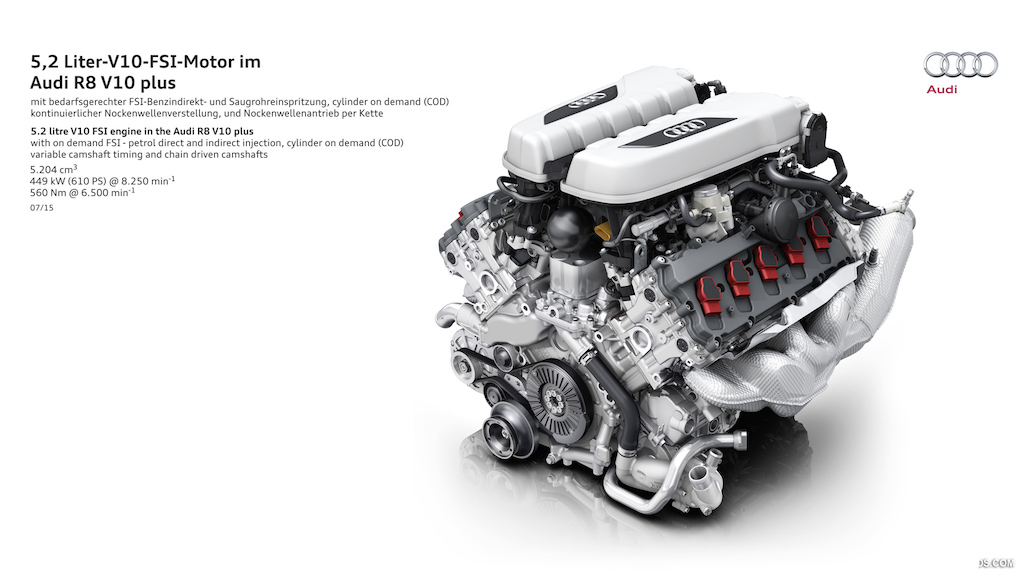 5,2 Liter-V10-FSI-Motor im
Audi R8 V10 plus
mit bedarfsgerechter FSI-Benzindirekt- und Saugrohreinspritzung, cylinder on demand (COD)
kontinuierlicher Nockenwellenverstellung, und Nockenwellenantrieb per Kette
5.2 litre V10 FSI engine in the Audi R8 V10 plus
with on demand FSI - petrol direct and indirect injection, cylinder on demand (COD)
variable camshaft timing and chain driven camshafts
5.204 cm³
449 kW (610 PS) @ 8.250 min⁻¹
560 Nm @ 6.500 min⁻¹
07/15
Audi